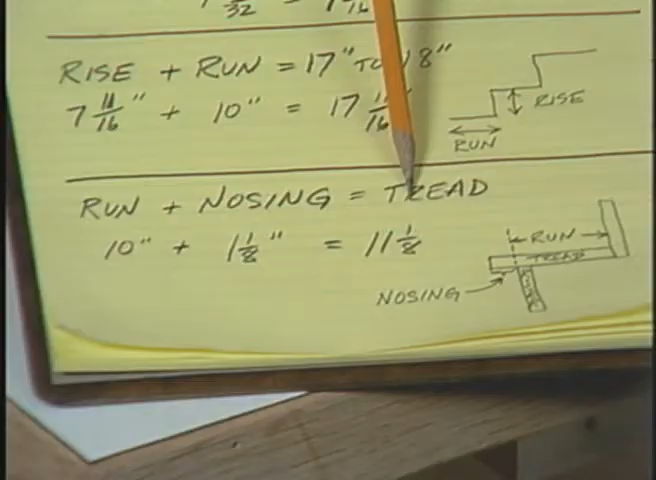 RISE + RUN = 17" TO 18"
7 11/16" + 10" = 17 11/16"
RISE
RUN
RUN + NOSING = TREAD
10" + 1 1/8" = 11 1/8
RUN
TREAD
NOSING